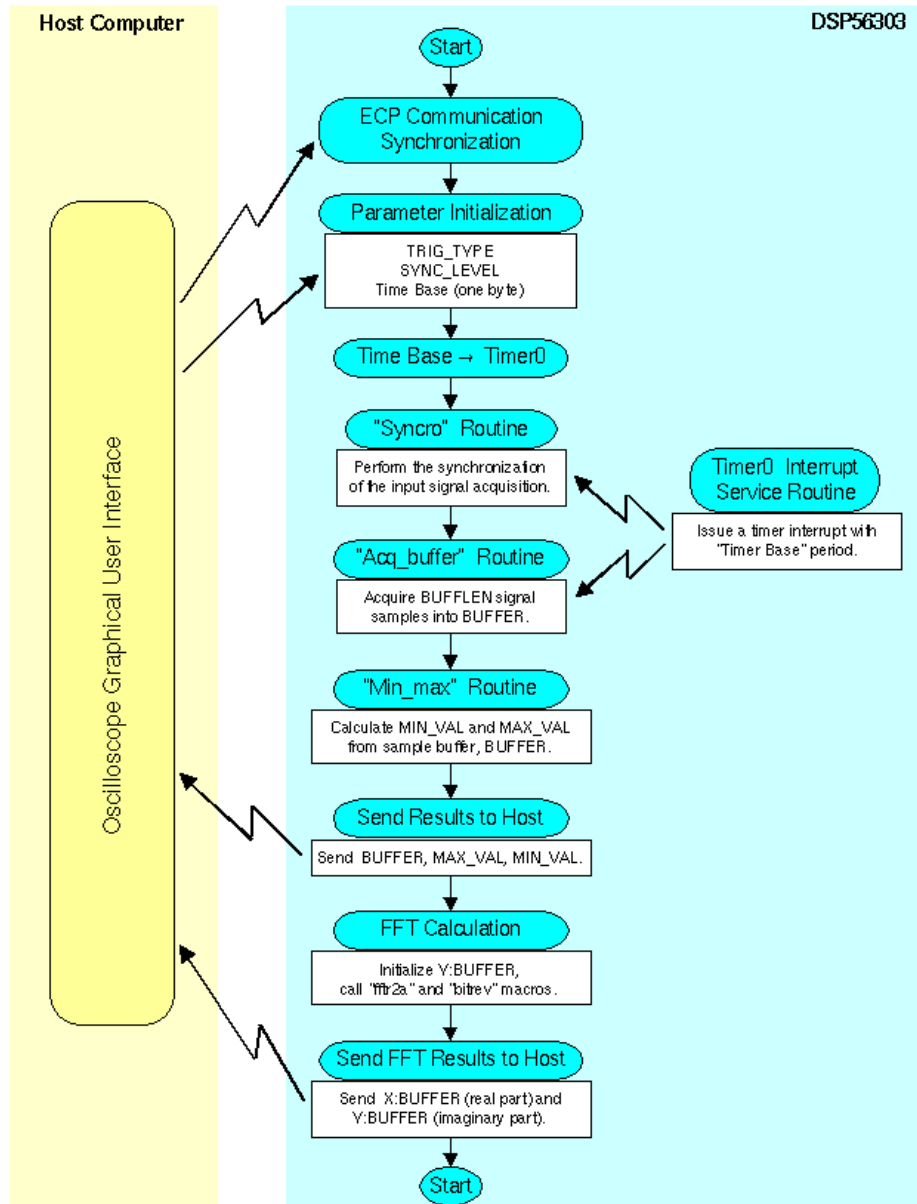 Host Computer
DSP56303
Start
ECP Communication
Synchronization
Parameter Initialization
TRIG_TYPE
SYNC_LEVEL
Time Base (one byte)
Time Base → Timer0
"Syncro" Routine
Perform the synchronization
of the input signal acquisition.
Timer0 Interrupt
Service Routine
Issue a timer interrupt with
"Timer Base" period.
"Acq_buffer" Routine
Acquire BUFFLEN signal
samples into BUFFER.
"Min_max" Routine
Calculate MIN_VAL and MAX_VAL
from sample buffer, BUFFER.
Send Results to Host
Send BUFFER, MAX_VAL, MIN_VAL.
FFT Calculation
Initialize Y:BUFFER,
call "fftr2a" and "bitrev" macros.
Send FFT Results to Host
Send X:BUFFER (real part) and
Y:BUFFER (imaginary part).
Start
Oscilloscope Graphical User Interface